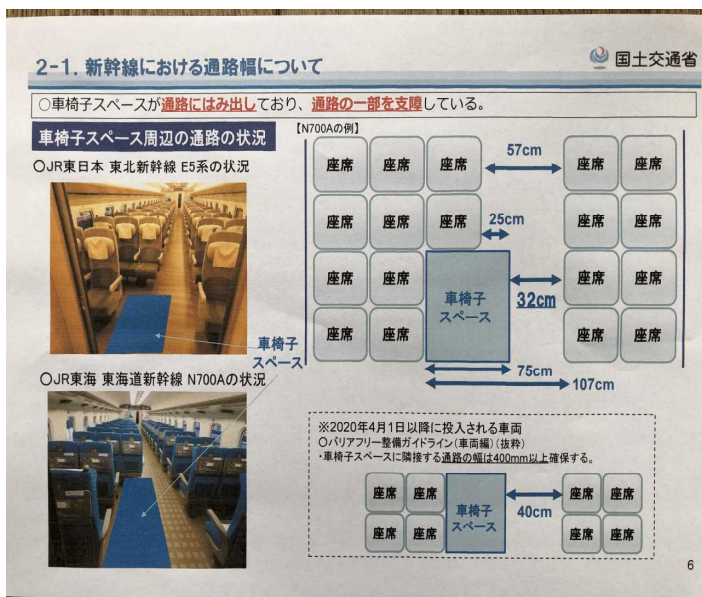 2-1. 新幹線における通路幅について
国土交通省
○車椅子スペースが通路にはみ出しており、通路の一部を支障している。
車椅子スペース周辺の通路の状況
○JR東日本 東北新幹線 E5系の状況
【N700Aの例】
座席 座席 座席 57cm 座席 座席
座席 座席 座席 25cm 座席 座席
座席 座席 車椅子 32cm 座席 座席
スペース
座席 座席 座席 座席
75cm
107cm
車椅子
スペース
○JR東海 東海道新幹線 N700Aの状況
※2020年4月1日以降に投入される車両
○バリアフリー整備ガイドライン(車両編)(抜粋)
・車椅子スペースに隣接する通路の幅は400mm以上確保する。
座席 座席 車椅子 40cm 座席 座席
座席 座席 スペース 座席 座席
6